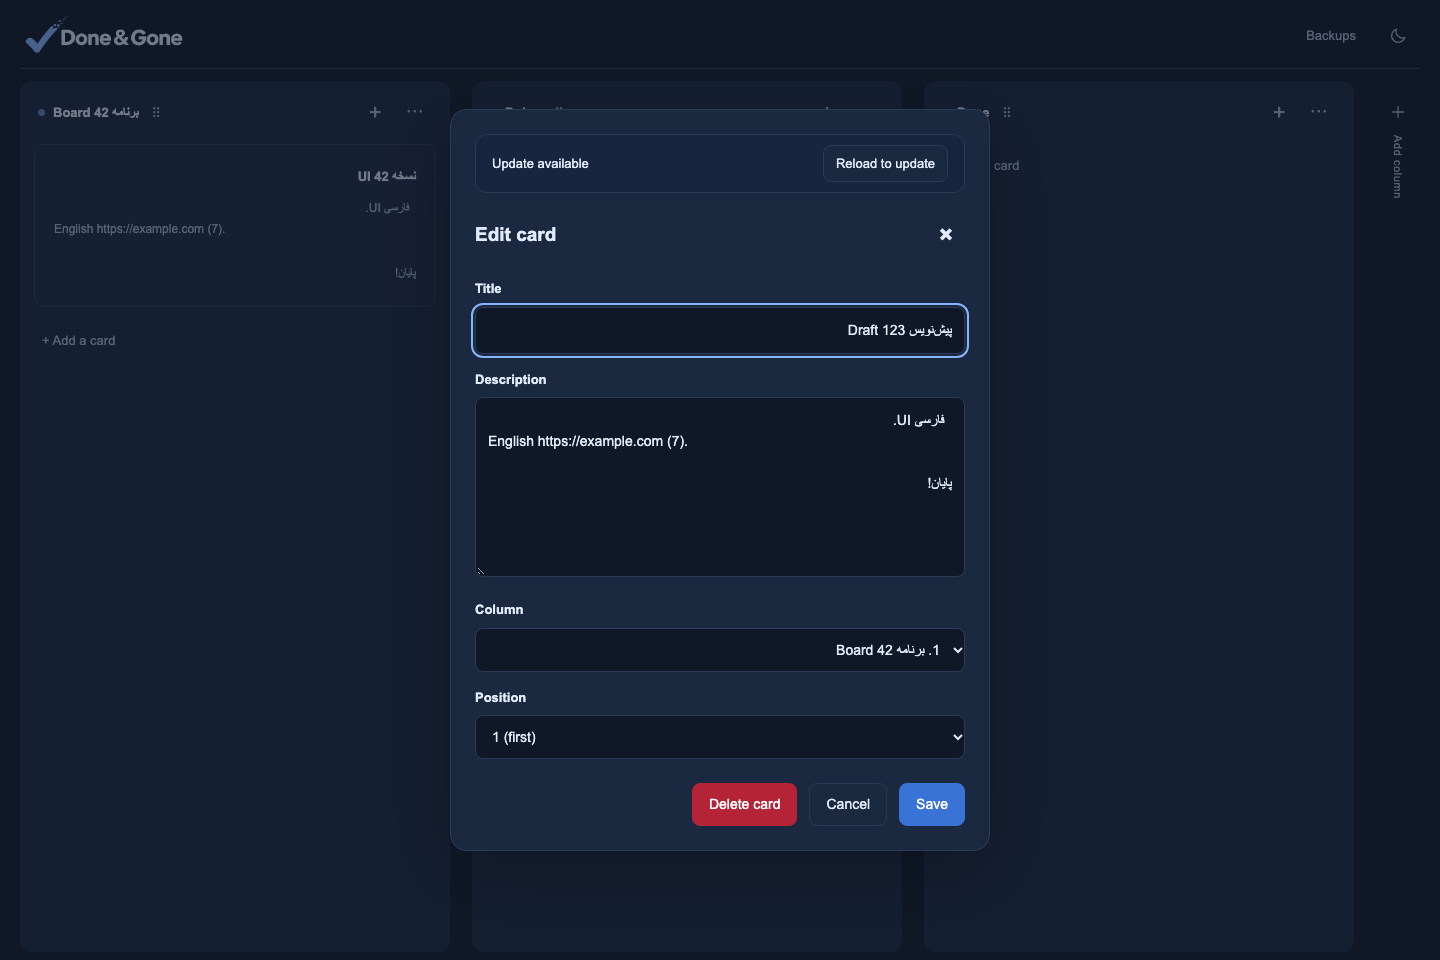 Done & Gone
Backups
برنامه Board 42
Done
Add column
نسخه UI 42
فارسی UI.
English https://example.com (7).
پایان!
+ Add a card
card
Update available
Reload to update
Edit card
Title
پیش‌نویس Draft 123
Description
فارسی UI.
English https://example.com (7).
پایان!
Column
1. برنامه Board 42
Position
1 (first)
Delete card
Cancel
Save